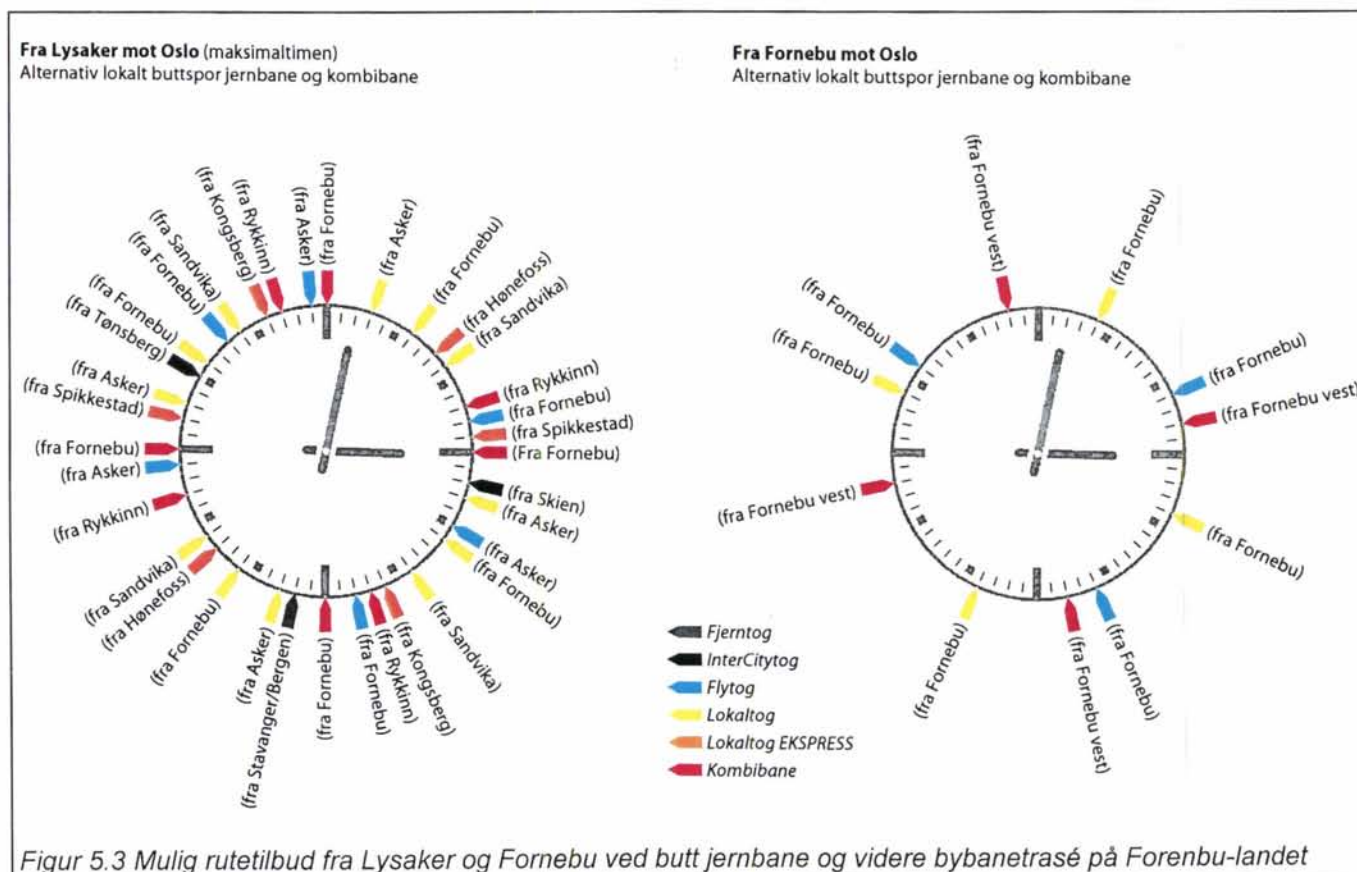 Fra Lysaker mot Oslo (maksimaltimen)
Alternativ lokalt buttspor jernbane og kombibane
(fra Fornebu)
(fra Asker)
(fra Fornebu)
(fra Hønefoss)
(fra Sandvika)
(fra Rykkinn)
(fra Fornebu)
(fra Spikkestad)
(Fra Fornebu)
(fra Skien)
(fra Asker)
(fra Asker)
(fra Fornebu)
(fra Sandvika)
(fra Kongsberg)
(fra Rykkinn)
(fra Fornebu)
(fra Fornebu)
(fra Stavanger/Bergen)
(fra Asker)
(fra Fornebu)
(fra Hønefoss)
(fra Sandvika)
(fra Rykkinn)
(fra Asker)
(fra Fornebu)
(fra Spikkestad)
(fra Asker)
(fra Tønsberg)
(fra Fornebu)
(fra Fornebu)
(fra Sandvika)
(fra Kongsberg)
(fra Rykkinn)
(fra Asker)
Fra Fornebu mot Oslo
Alternativ lokalt buttspor jernbane og kombibane
(fra Fornebu)
(fra Fornebu)
(fra Fornebu vest)
(fra Fornebu)
(fra Fornebu)
(fra Fornebu vest)
(fra Fornebu)
(fra Fornebu vest)
(fra Fornebu)
(fra Fornebu)
(fra Fornebu vest)
Fjerntog
InterCitytog
Flytog
Lokaltog
Lokaltog EKSPRESS
Kombibane
Figur 5.3 Mulig rutetilbud fra Lysaker og Fornebu ved butt jernbane og videre bybanetrasé på Forenbu-landet